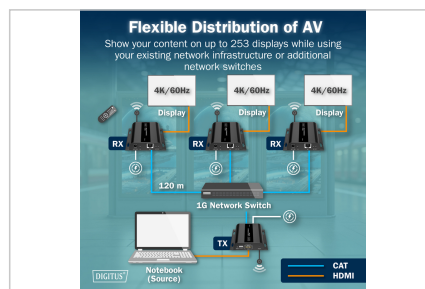 Flexible Distribution of AV
Show your content on up to 253 displays while using
your existing network infrastructure or additional
network switches
4K/60Hz
4K/60Hz
4K/60Hz
Display
Display
Display
RX
RX
RX
120 m
1G Network Switch
TX
Notebook
(Source)
DIGITUS®
CAT
HDMI